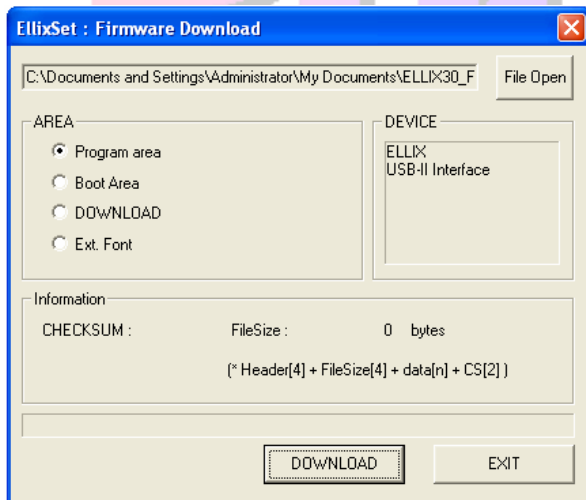 EllixSet : Firmware Download
C:\Documents and Settings\Administrator\My Documents\ELLIX30_F
File Open
AREA
Program area
Boot Area
DOWNLOAD
Ext. Font
DEVICE
ELLIX
USB-II Interface
Information
CHECKSUM : FileSize : 0 bytes
(* Header[4] + FileSize[4] + data[n] + CS[2] )
DOWNLOAD EXIT